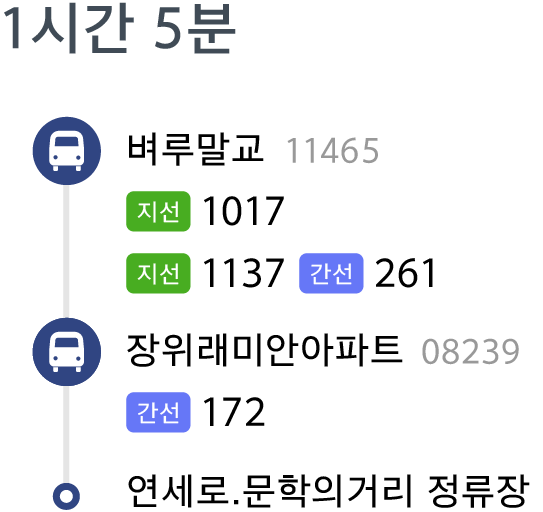 1시간 5분
벼루말교 11465
지선 1017
지선 1137 간선 261
장위래미안아파트 08239
간선 172
연세로.문학의거리 정류장